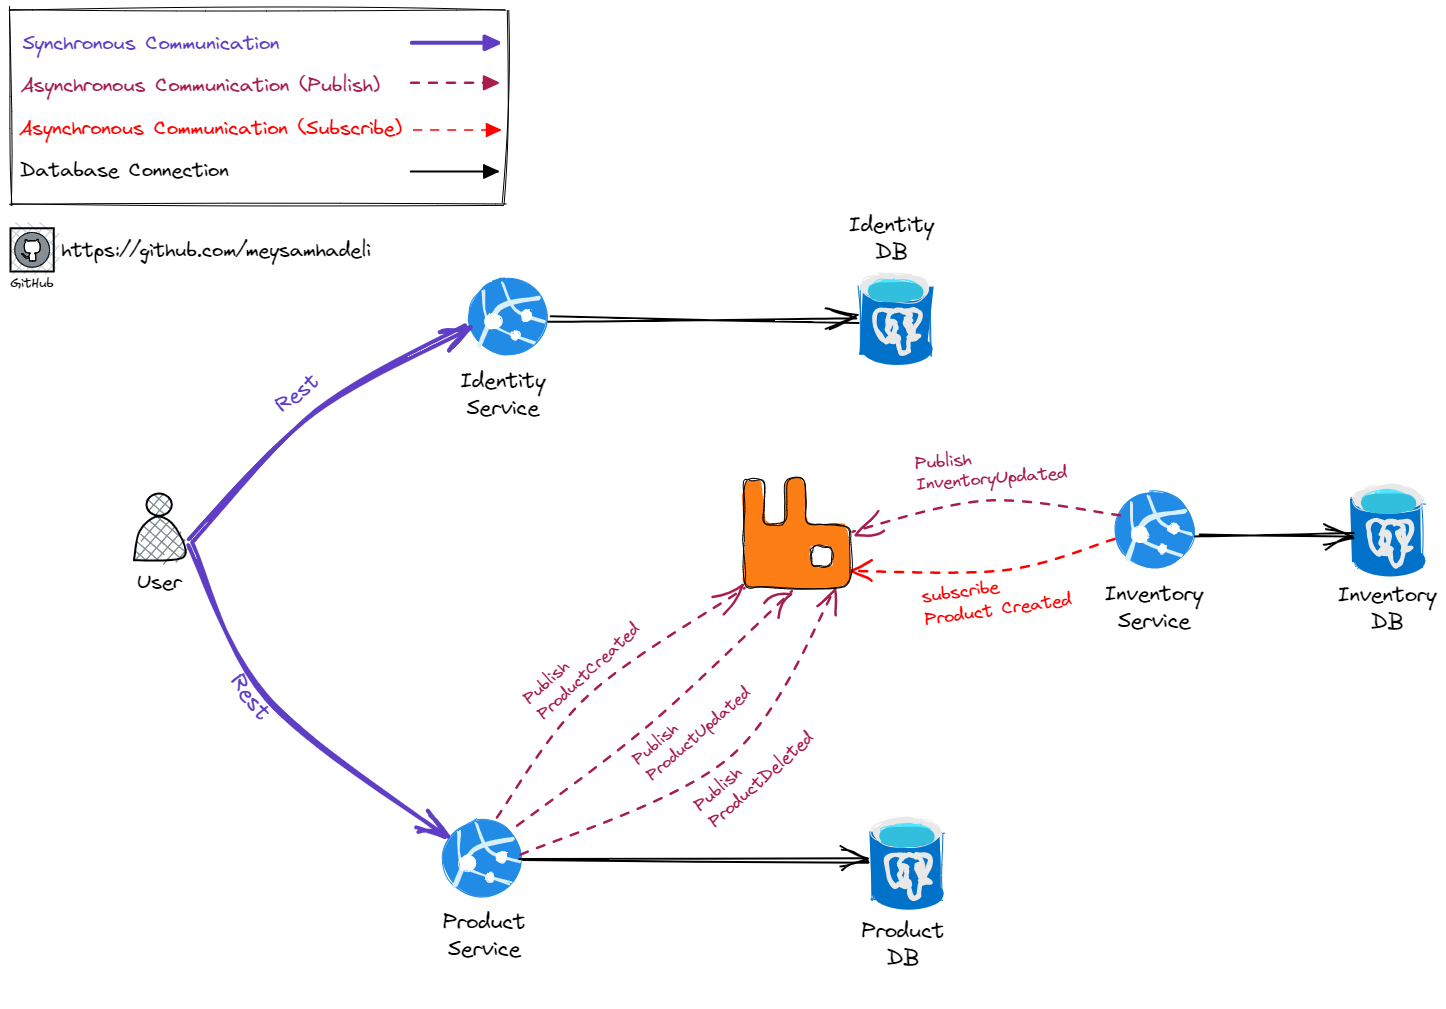 Synchronous Communication
Asynchronous Communication (Publish)
Asynchronous Communication (Subscribe)
Database Connection
https://github.com/meysamhadeli
GitHub
Identity
DB
Identity
Service
Rest
User
Rest
Publish
InventoryUpdated
subscribe
Product Created
Inventory
Service
Inventory
DB
Publish
ProductCreated
Publish
ProductUpdated
Publish
ProductDeleted
Product
Service
Product
DB